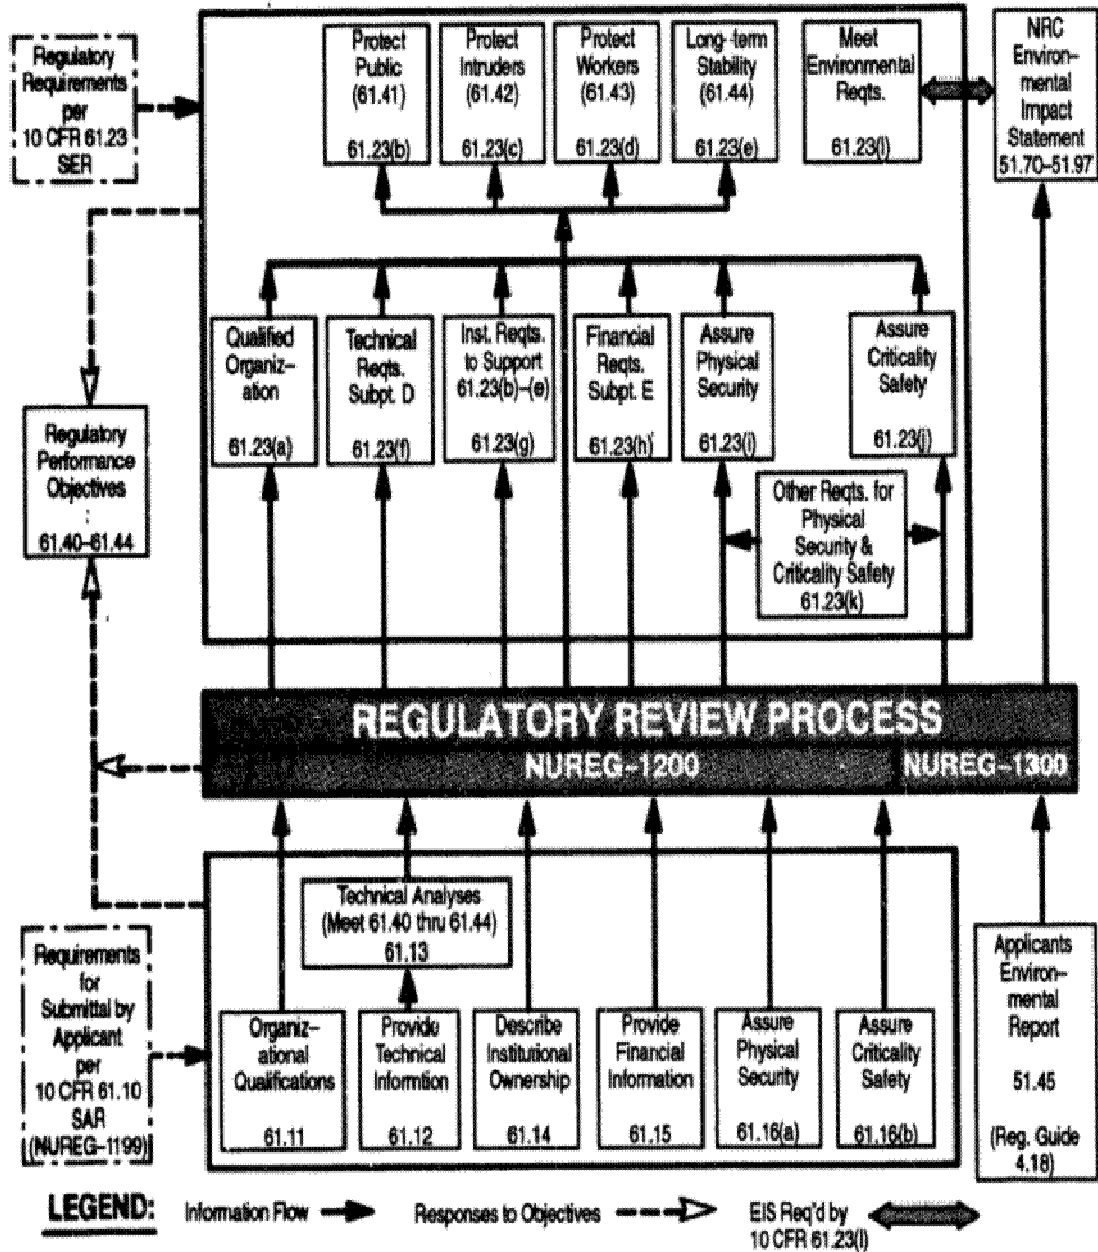 Regulatory
Requirements
per
10 CFR 61.23
SER
Protect
Public
(61.41)
61.23(b)
Protect
Intruders
(61.42)
61.23(c)
Protect
Workers
(61.43)
61.23(d)
Long-term
Stability
(61.44)
61.23(e)
Meet
Environmental
Reqts.
61.23(l)
NRC
Environ-
mental
Impact
Statement
51.70-51.97
Qualified
Organiz-
ation
61.23(a)
Technical
Reqts.
Subpt. D
61.23(f)
Inst. Reqts.
to Support
61.23(b)-(e)
61.23(g)
Financial
Reqts.
Subpt. E
61.23(h)
Assure
Physical
Security
61.23(i)
Assure
Criticality
Safety
61.23(j)
Other Reqts. for
Physical
Security &
Criticality Safety
61.23(k)
Regulatory
Performance
Objectives
:
61.40-61.44
REGULATORY REVIEW PROCESS
NUREG-1200
NUREG-1300
Technical Analyses
(Meet 61.40 thru 61.44)
61.13
Requirements
for
Submittal by
Applicant
per
10 CFR 61.10
SAR
(NUREG-1199)
Organiz-
ational
Qualifications
61.11
Provide
Technical
Informtion
61.12
Describe
Institutional
Ownership
61.14
Provide
Financial
Information
61.15
Assure
Physical
Security
61.16(a)
Assure
Criticality
Safety
61.16(b)
Applicants
Environ-
mental
Report
51.45
(Reg. Guide
4.18)
LEGEND:
Information Flow
Responses to Objectives
EIS Req'd by
10 CFR 61.23(l)